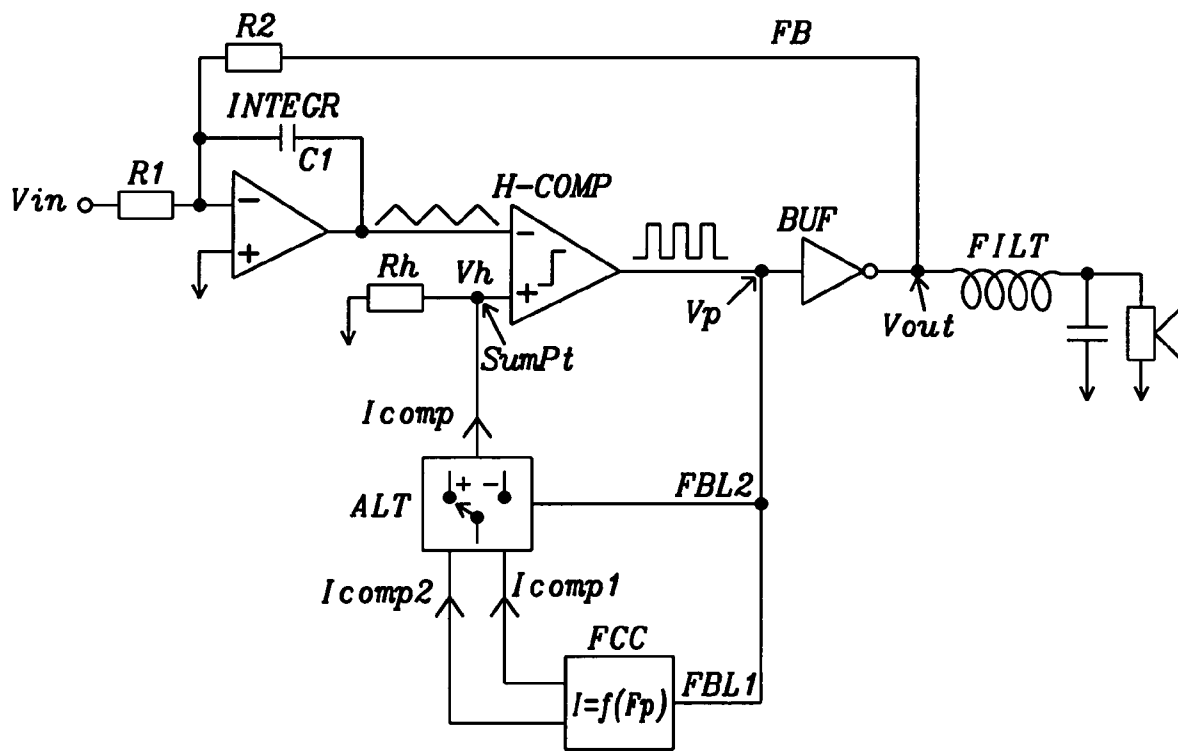 R2
FB
INTEGR
C1
R1
Vin
-
+
H-COMP
-
+
Rh
Vh
SumPt
BUF
Vp
FILT
Vout
Icomp
+ -
ALT
FBL2
Icomp2
Icomp1
FCC
I=f(Fp)
FBL1